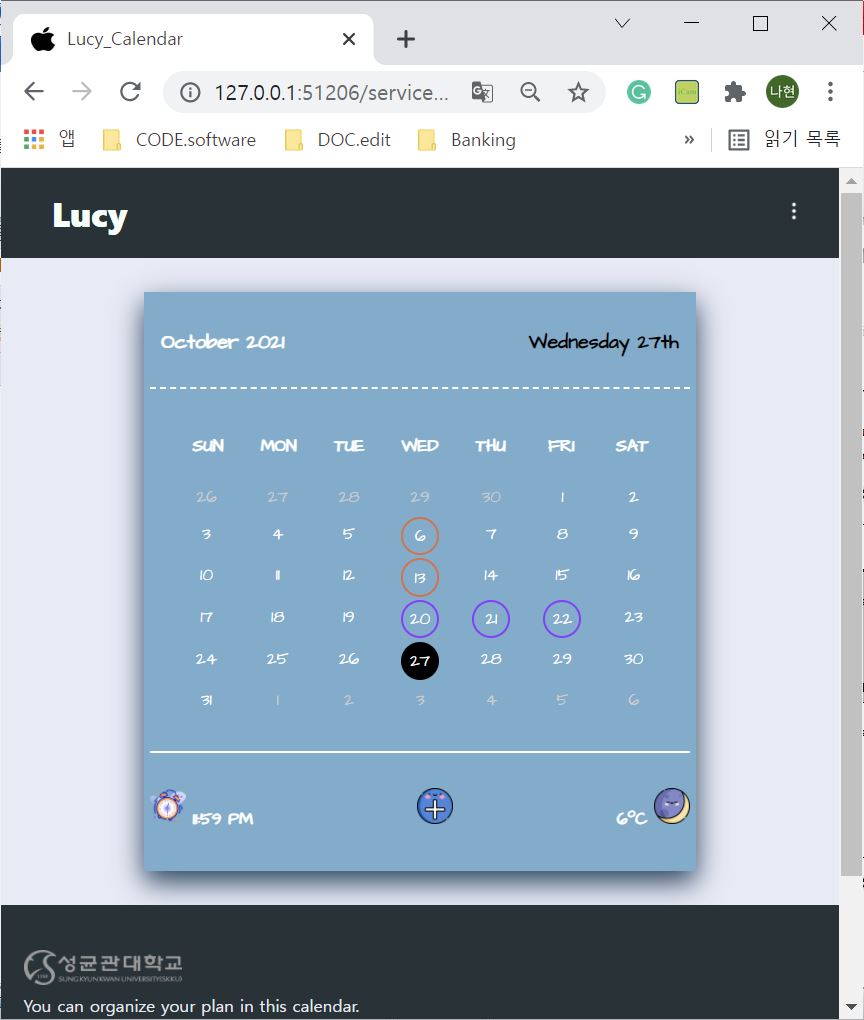 Lucy_Calendar
127.0.0.1:51206/service...
iCam
나현
앱 CODE.software DOC.edit Banking » 읽기 목록
Lucy
October 2021 Wednesday 27th
SUN MON TUE WED THU FRI SAT
26 27 28 29 30 1 2
3 4 5 6 7 8 9
10 11 12 13 14 15 16
17 18 19 20 21 22 23
24 25 26 27 28 29 30
31 1 2 3 4 5 6
11:59 PM 6°C
성균관대학교
SUNG KYUN KWAN UNIVERSITY(SKKU)
You can organize your plan in this calendar.